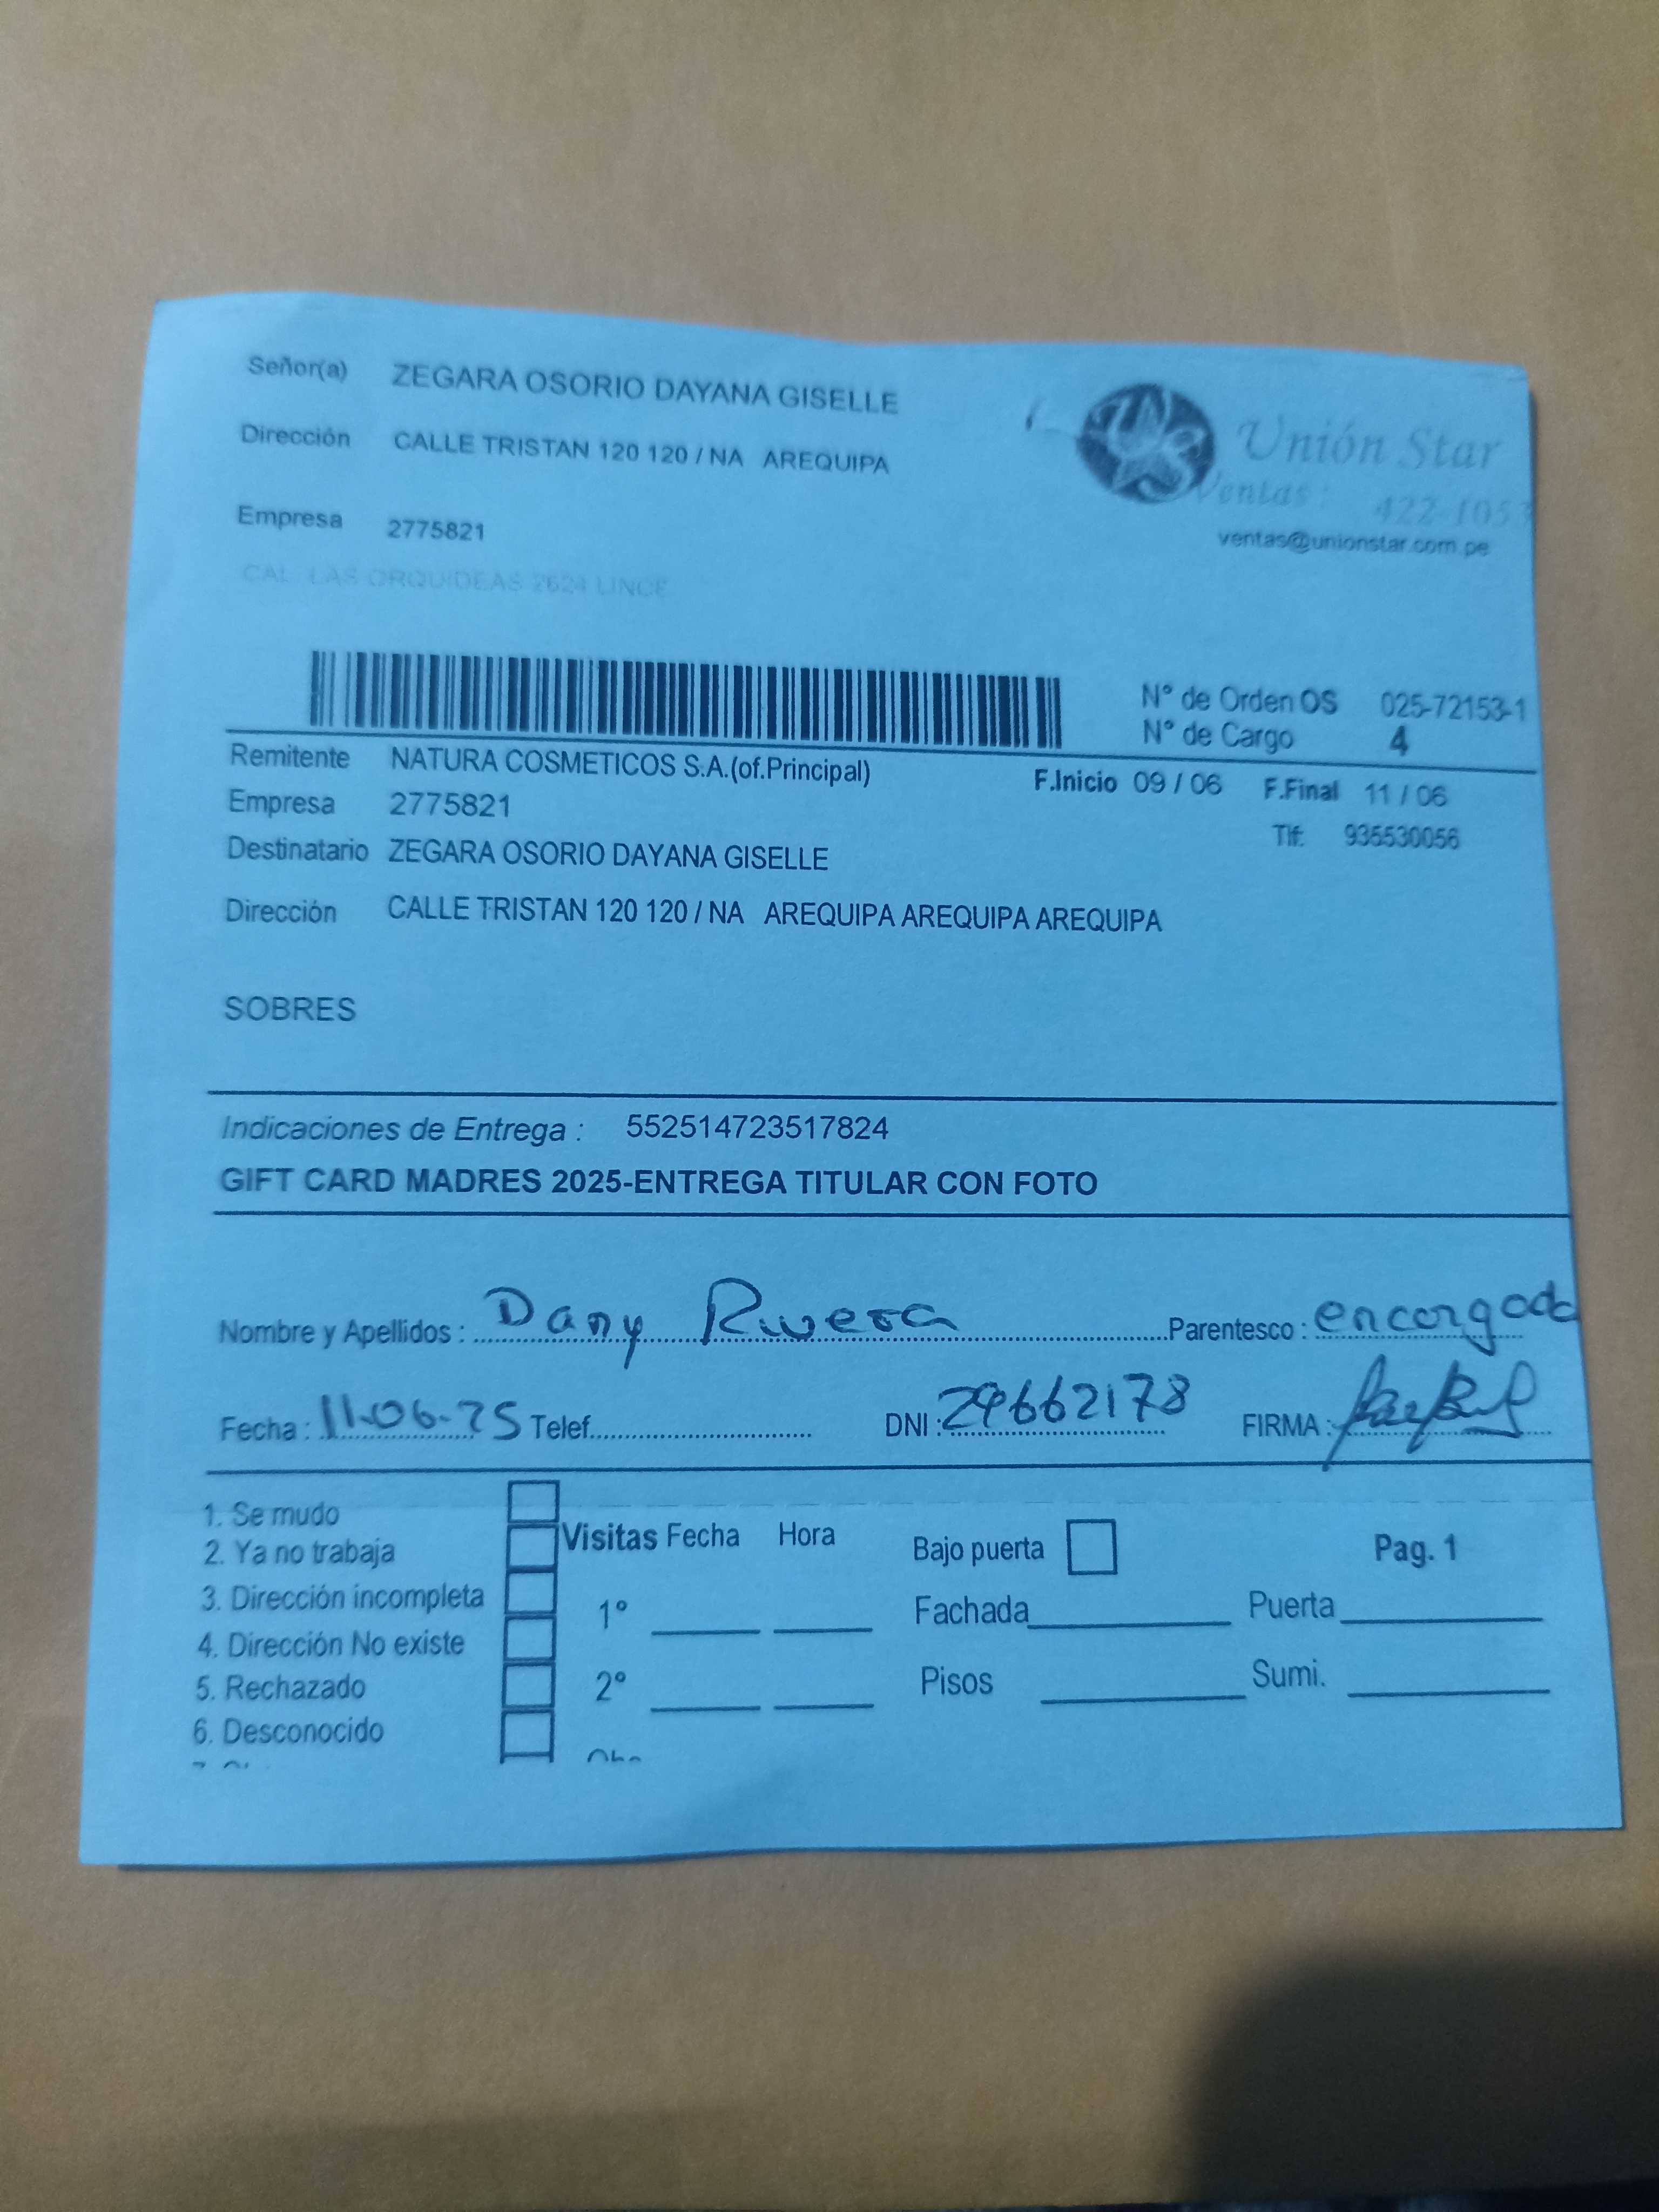 Señor(a) ZEGARA OSORIO DAYANA GISELLE
Dirección CALLE TRISTAN 120 120 / NA AREQUIPA
Unión Star
Ventas : 422-1053
Empresa 2775821
ventas@unionstar.com.pe
CAL. LAS ORQUIDEAS 2624 LINCE
N° de Orden OS 025-72153-1
N° de Cargo 4
Remitente NATURA COSMETICOS S.A.(of.Principal)
F.Inicio 09 / 06 F.Final 11 / 06
Empresa 2775821
Tlf: 935530056
Destinatario ZEGARA OSORIO DAYANA GISELLE
Dirección CALLE TRISTAN 120 120 / NA AREQUIPA AREQUIPA AREQUIPA
SOBRES
Indicaciones de Entrega : 552514723517824
GIFT CARD MADRES 2025-ENTREGA TITULAR CON FOTO
Nombre y Apellidos : Dany Rivera Parentesco : encargado
Fecha : 11-06-25 Telef. DNI : 29662178 FIRMA :
1. Se mudo
2. Ya no trabaja
3. Dirección incompleta
4. Dirección No existe
5. Rechazado
6. Desconocido
Visitas Fecha Hora
1°
2°
Bajo puerta Pag. 1
Fachada Puerta
Pisos Sumi.